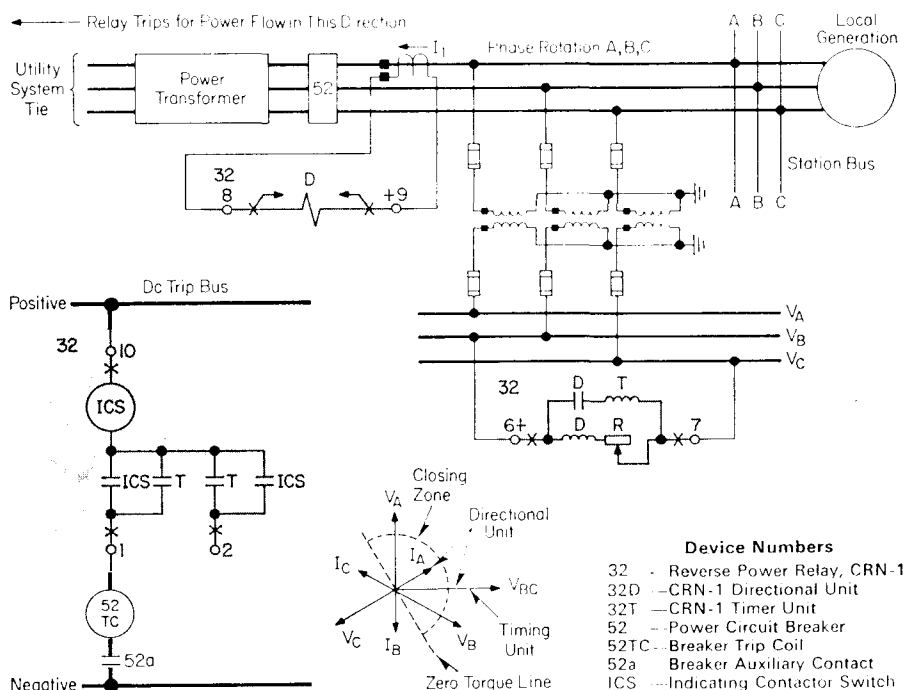 Relay Trips for Power Flow in This Direction
A B C
Local
Generation
I1
Phase Rotation A,B,C
Utility
System
Tie
Power
Transformer
52
Station Bus
32
8
D
+9
A B C
Dc Trip Bus
Positive
VA
VB
VC
32
10
ICS
32
D T
6+
D R
7
ICS T T ICS
1
2
Closing
Zone
VA
Directional
Unit
IA
IC
VBC
VC
IB
VB
Timing
Unit
Zero Torque Line
52
TC
52a
Negative
Device Numbers
32 - Reverse Power Relay, CRN-1
32D - CRN-1 Directional Unit
32T - CRN-1 Timer Unit
52 - Power Circuit Breaker
52TC - Breaker Trip Coil
52a Breaker Auxiliary Contact
ICS - Indicating Contactor Switch